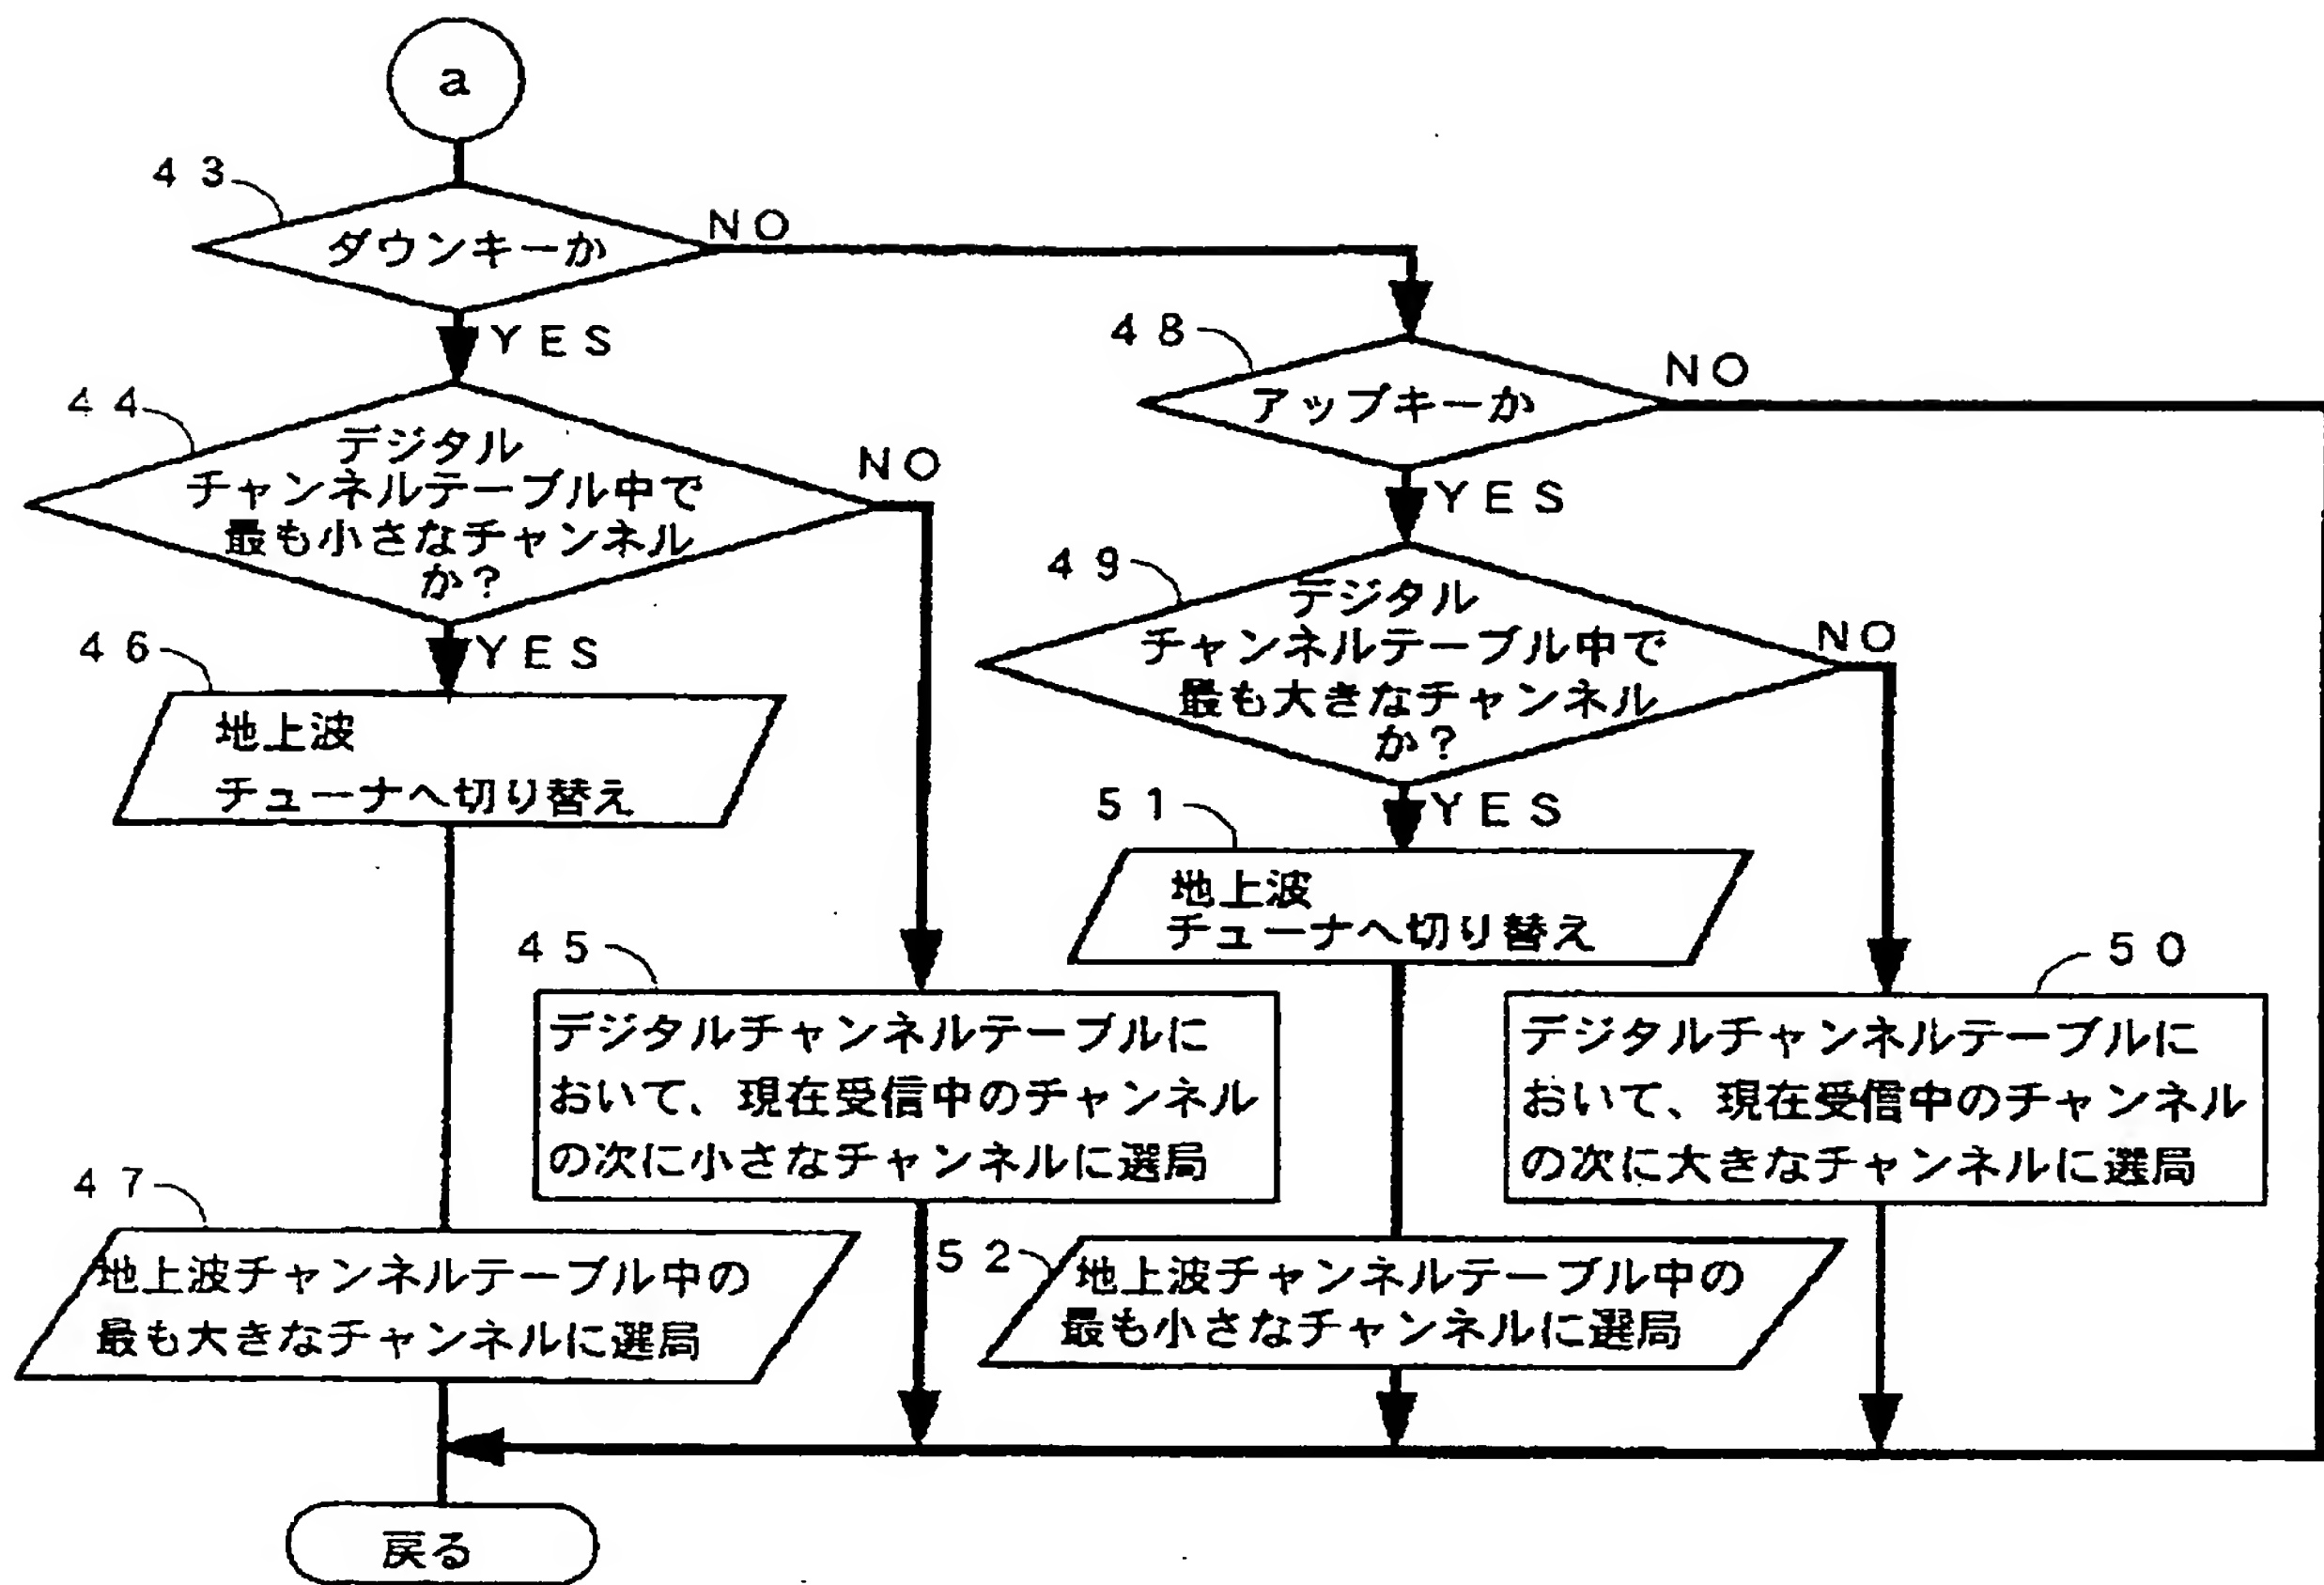 a
43
ダウンキーか
NO
YES
44
デジタル
チャンネルテーブル中で
最も小さなチャンネル
か?
NO
YES
46
地上波
チューナへ切り替え
45
デジタルチャンネルテーブルに
おいて、現在受信中のチャンネル
の次に小さなチャンネルに選局
47
地上波チャンネルテーブル中の
最も大きなチャンネルに選局
48
アップキーか
NO
YES
49
デジタル
チャンネルテーブル中で
最も大きなチャンネル
か?
NO
YES
51
地上波
チューナへ切り替え
50
デジタルチャンネルテーブルに
おいて、現在受信中のチャンネル
の次に大きなチャンネルに選局
52
地上波チャンネルテーブル中の
最も小さなチャンネルに選局
戻る